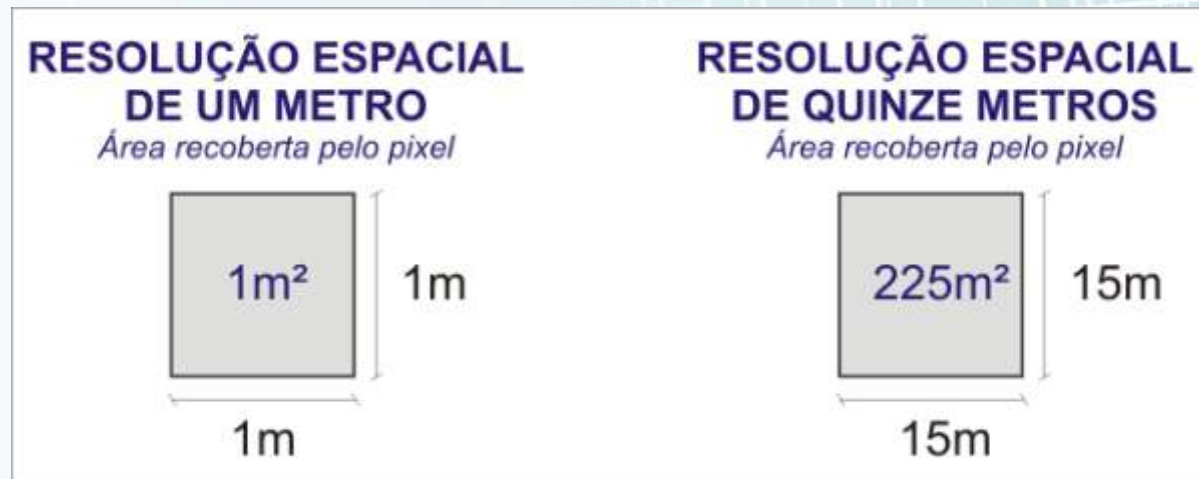 RESOLUÇÃO ESPACIAL
DE UM METRO
Área recoberta pelo pixel
1m²
1m
1m
RESOLUÇÃO ESPACIAL
DE QUINZE METROS
Área recoberta pelo pixel
225m²
15m
15m